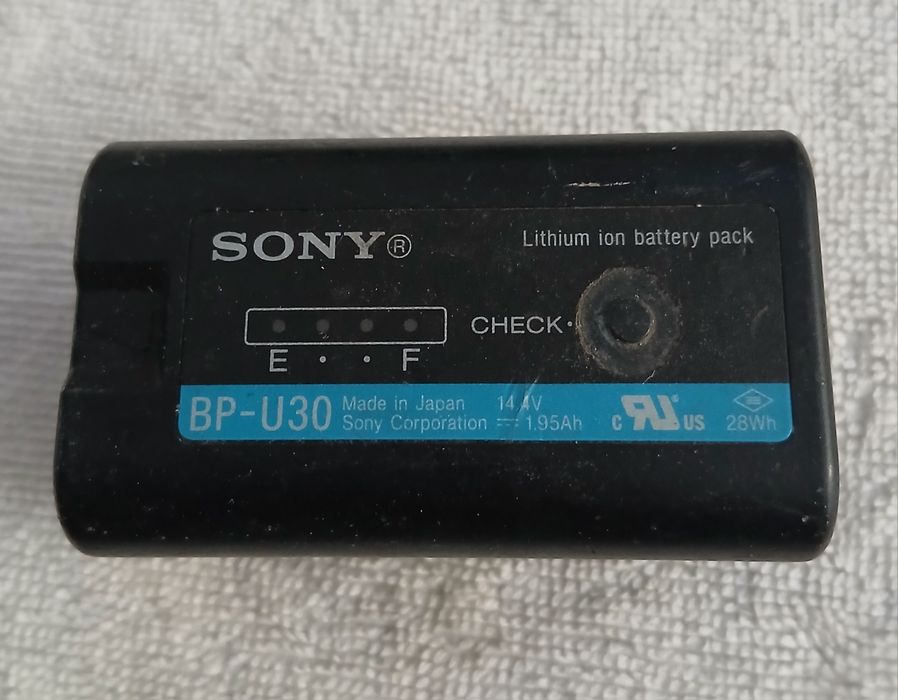 SONY®
Lithium ion battery pack
CHECK·
E · · F
BP-U30
Made in Japan 14.4V
Sony Corporation ⎓ 1.95Ah
c RU US
28Wh